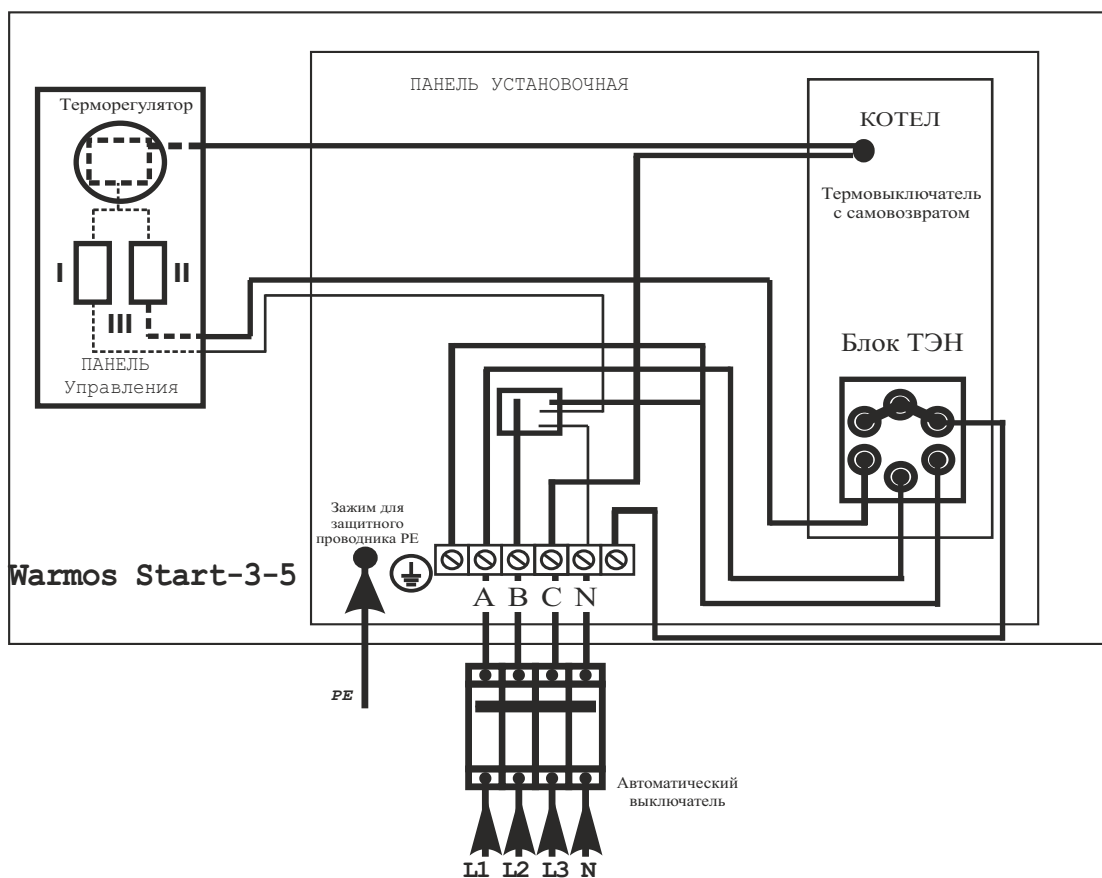 ПАНЕЛЬ УСТАНОВОЧНАЯ
Терморегулятор
КОТЕЛ
Термовыключатель
с самовозвратом
I
II
III
ПАНЕЛЬ
Управления
Блок ТЭН
Зажим для
защитного
проводника PE
Warmos Start-3-5
A B C N
PE
Автоматический
выключатель
L1 L2 L3 N